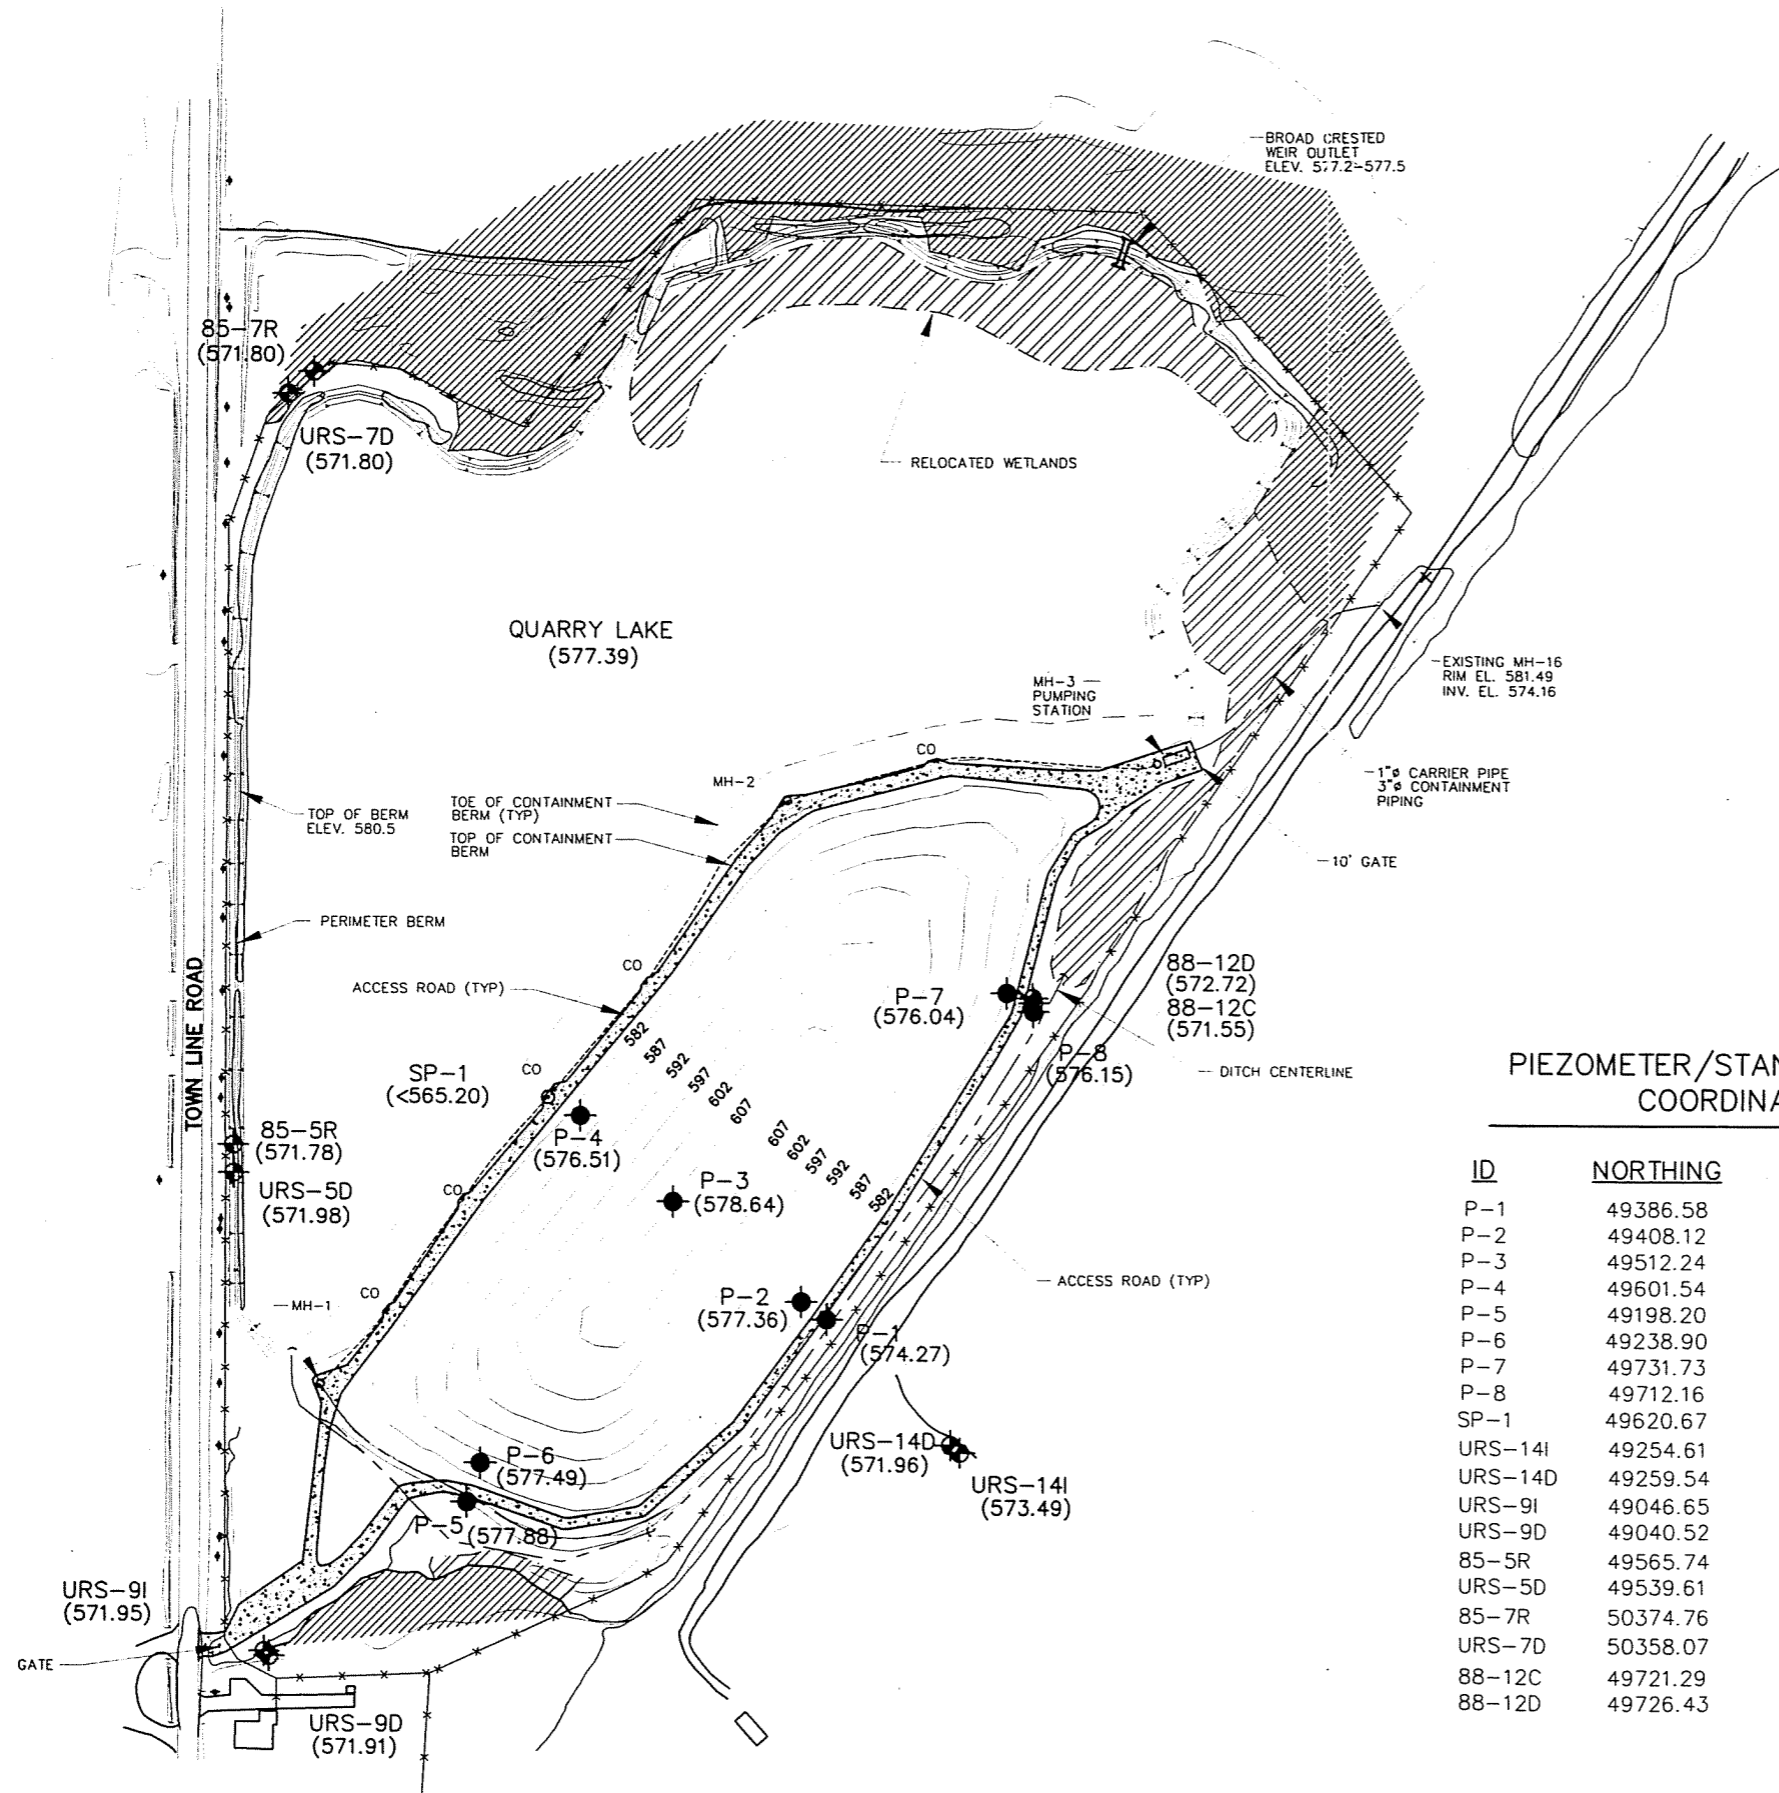 BROAD CRESTED
WEIR OUTLET
ELEV. 577.2-577.5
85-7R
(571.80)
URS-7D
(571.80)
RELOCATED WETLANDS
QUARRY LAKE
(577.39)
MH-3
PUMPING
STATION
EXISTING MH-16
RIM EL. 581.49
INV. EL. 574.16
1"ø CARRIER PIPE
3"ø CONTAINMENT
PIPING
10' GATE
CO
MH-2
TOE OF CONTAINMENT
BERM (TYP)
TOP OF CONTAINMENT
BERM
TOP OF BERM
ELEV. 580.5
PERIMETER BERM
TOWN LINE ROAD
ACCESS ROAD (TYP)
CO
582
587
592
597
602
607
607
602
597
592
587
582
P-7
(576.04)
88-12D
(572.72)
88-12C
(571.55)
P-8
(576.15)
DITCH CENTERLINE
SP-1
(<565.20)
CO
P-4
(576.51)
85-5R
(571.78)
URS-5D
(571.98)
CO
P-3
(578.64)
ACCESS ROAD (TYP)
MH-1
CO
P-2
(577.36)
P-1
(574.27)
URS-14D
(571.96)
URS-14I
(573.49)
P-6
(577.49)
P-5
(577.88)
URS-9I
(571.95)
GATE
URS-9D
(571.91)
PIEZOMETER/STAN
COORDINA
ID NORTHING
P-1 49386.58
P-2 49408.12
P-3 49512.24
P-4 49601.54
P-5 49198.20
P-6 49238.90
P-7 49731.73
P-8 49712.16
SP-1 49620.67
URS-14I 49254.61
URS-14D 49259.54
URS-9I 49046.65
URS-9D 49040.52
85-5R 49565.74
URS-5D 49539.61
85-7R 50374.76
URS-7D 50358.07
88-12C 49721.29
88-12D 49726.43